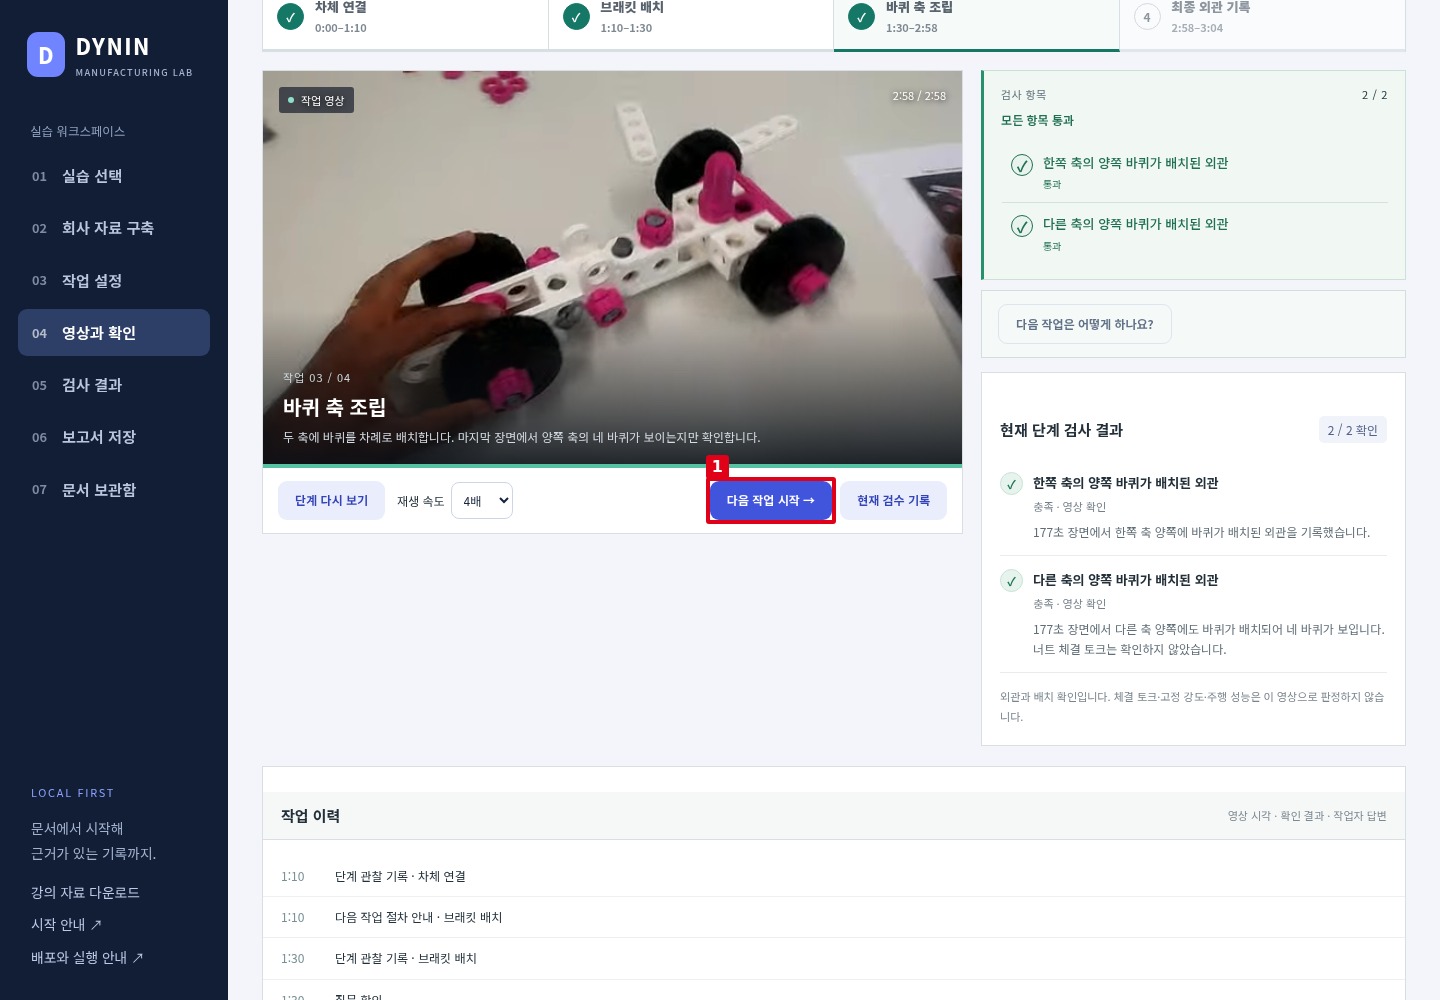 D
DYNIN
MANUFACTURING LAB
실습 워크스페이스
01 실습 선택
02 회사 자료 구축
03 작업 설정
04 영상과 확인
05 검사 결과
06 보고서 저장
07 문서 보관함
LOCAL FIRST
문서에서 시작해
근거가 있는 기록까지.
강의 자료 다운로드
시작 안내 ↗
배포와 실행 안내 ↗
✓ 차체 연결
0:00–1:10
✓ 브래킷 배치
1:10–1:30
✓ 바퀴 축 조립
1:30–2:58
4 최종 외관 기록
2:58–3:04
작업 영상
2:58 / 2:58
작업 03 / 04
바퀴 축 조립
두 축에 바퀴를 차례로 배치합니다. 마지막 장면에서 양쪽 축의 네 바퀴가 보이는지만 확인합니다.
단계 다시 보기
재생 속도 4배
1
다음 작업 시작 →
현재 검수 기록
검사 항목 2 / 2
모든 항목 통과
✓ 한쪽 축의 양쪽 바퀴가 배치된 외관
통과
✓ 다른 축의 양쪽 바퀴가 배치된 외관
통과
다음 작업은 어떻게 하나요?
현재 단계 검사 결과 2 / 2 확인
✓ 한쪽 축의 양쪽 바퀴가 배치된 외관
충족 · 영상 확인
177초 장면에서 한쪽 축 양쪽에 바퀴가 배치된 외관을 기록했습니다.
✓ 다른 축의 양쪽 바퀴가 배치된 외관
충족 · 영상 확인
177초 장면에서 다른 축 양쪽에도 바퀴가 배치되어 네 바퀴가 보입니다.
너트 체결 토크는 확인하지 않았습니다.
외관과 배치 확인입니다. 체결 토크·고정 강도·주행 성능은 이 영상으로 판정하지 않습
니다.
작업 이력 영상 시각 · 확인 결과 · 작업자 답변
1:10 단계 관찰 기록 · 차체 연결
1:10 다음 작업 절차 안내 · 브래킷 배치
1:30 단계 관찰 기록 · 브래킷 배치
1:30 질문 확인